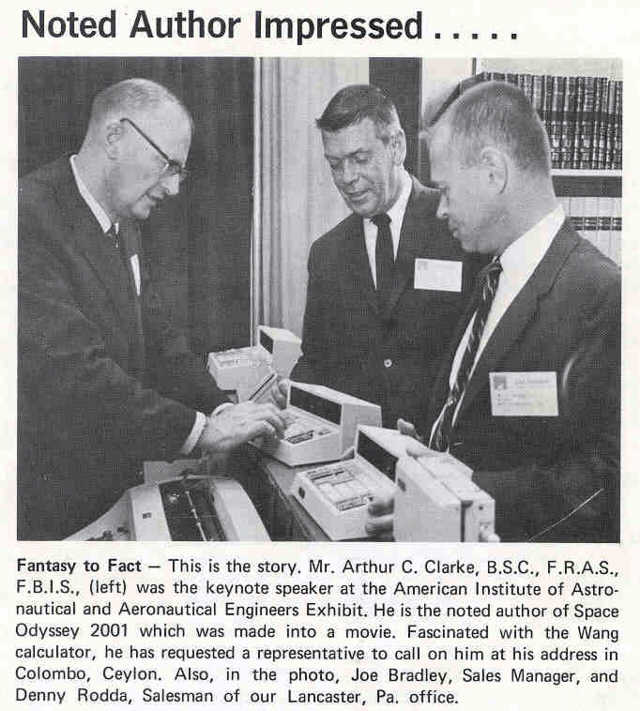 Noted Author Impressed . . . . .
Fantasy to Fact — This is the story. Mr. Arthur C. Clarke, B.S.C., F.R.A.S.,
F.B.I.S., (left) was the keynote speaker at the American Institute of Astro-
nautical and Aeronautical Engineers Exhibit. He is the noted author of Space
Odyssey 2001 which was made into a movie. Fascinated with the Wang
calculator, he has requested a representative to call on him at his address in
Colombo, Ceylon. Also, in the photo, Joe Bradley, Sales Manager, and
Denny Rodda, Salesman of our Lancaster, Pa. office.